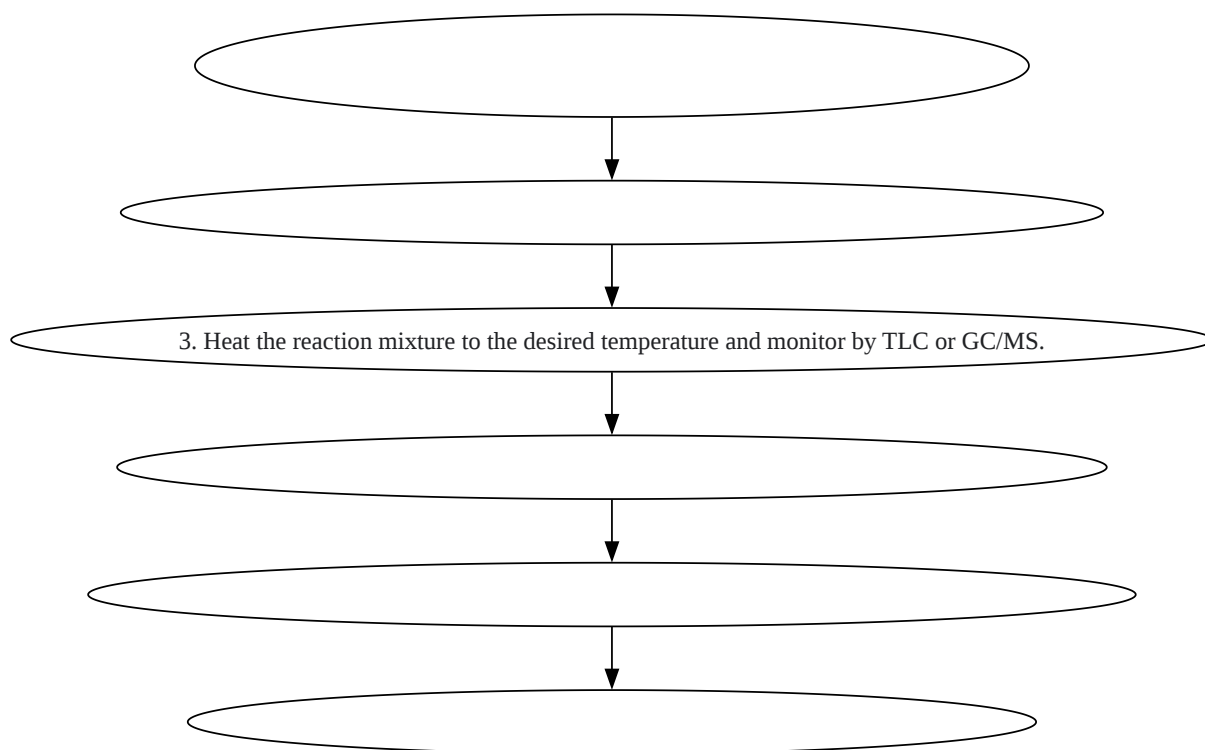 3. Heat the reaction mixture to the desired temperature and monitor by TLC or GC/MS.